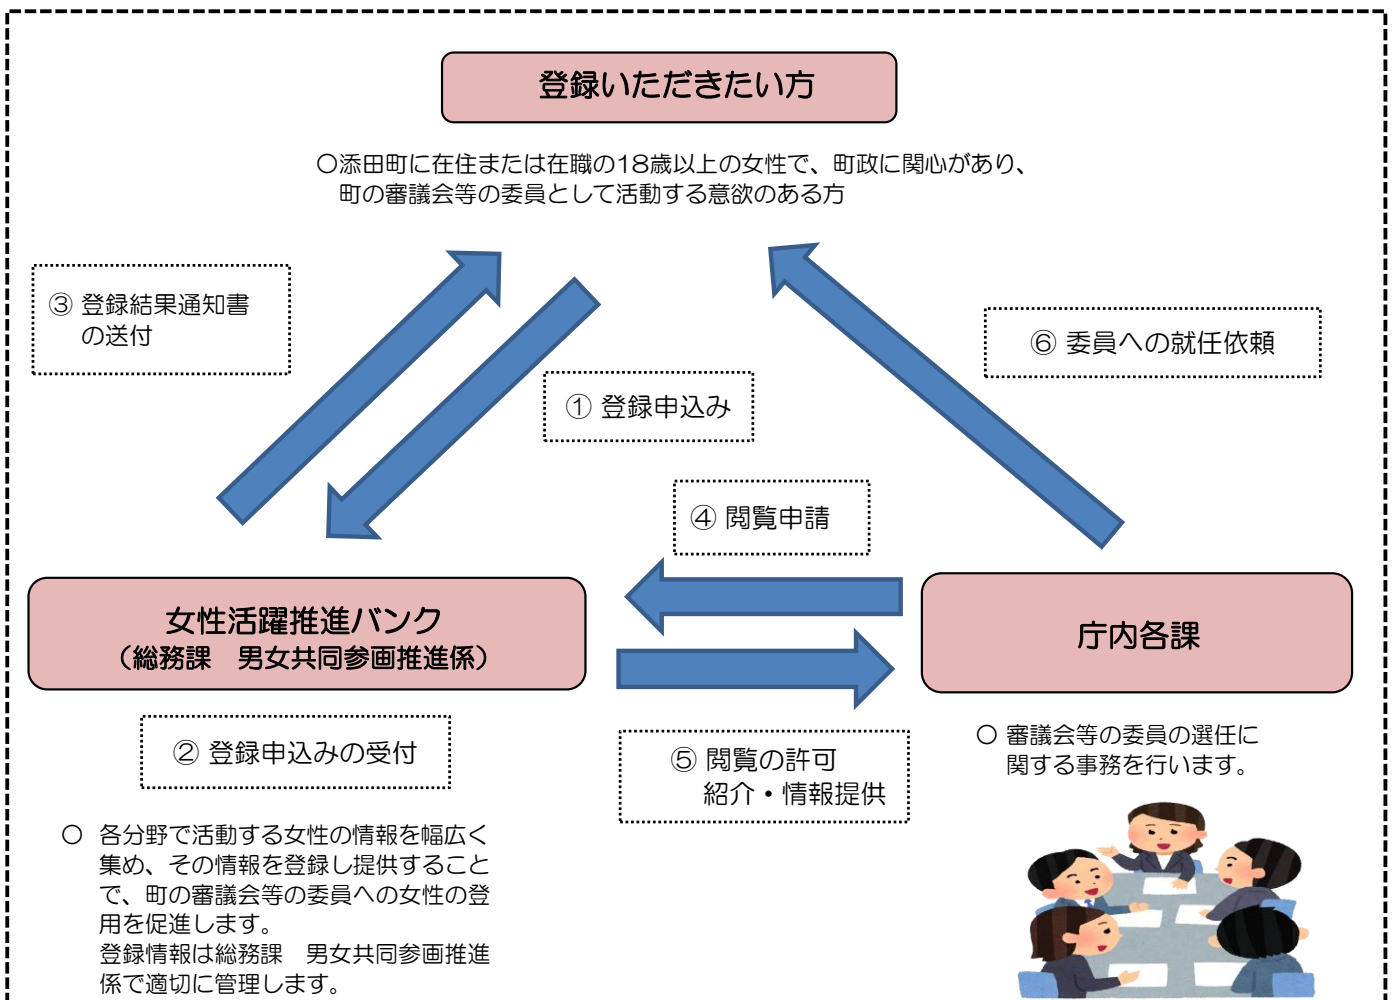 登録いただきたい方
〇添田町に在住または在職の18歳以上の女性で、町政に関心があり、
町の審議会等の委員として活動する意欲のある方
③ 登録結果通知書
の送付
⑥ 委員への就任依頼
① 登録申込み
④ 閲覧申請
女性活躍推進バンク
（総務課　男女共同参画推進係）
庁内各課
② 登録申込みの受付
⑤ 閲覧の許可
紹介・情報提供
〇 審議会等の委員の選任に
関する事務を行います。
〇 各分野で活動する女性の情報を幅広く
集め、その情報を登録し提供すること
で、町の審議会等の委員への女性の登
用を促進します。
登録情報は総務課　男女共同参画推進
係で適切に管理します。